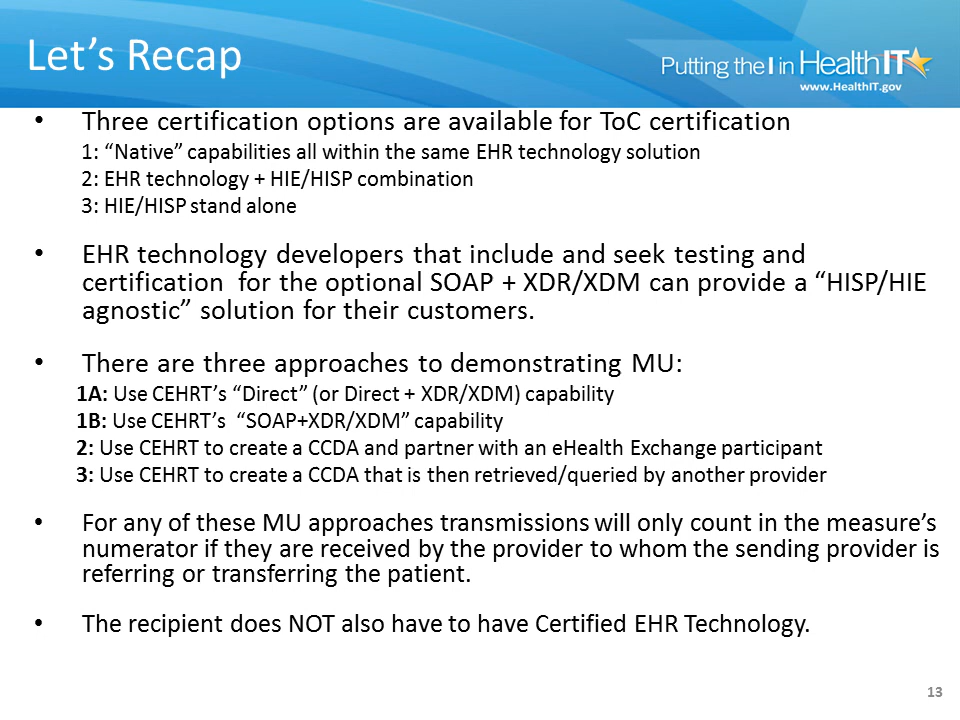 Let’s Recap
Putting the I in HealthIT
www.HealthIT.gov
• Three certification options are available for ToC certification
1: “Native” capabilities all within the same EHR technology solution
2: EHR technology + HIE/HISP combination
3: HIE/HISP stand alone
• EHR technology developers that include and seek testing and
certification for the optional SOAP + XDR/XDM can provide a “HISP/HIE
agnostic” solution for their customers.
• There are three approaches to demonstrating MU:
1A: Use CEHRT’s “Direct” (or Direct + XDR/XDM) capability
1B: Use CEHRT’s “SOAP+XDR/XDM” capability
2: Use CEHRT to create a CCDA and partner with an eHealth Exchange participant
3: Use CEHRT to create a CCDA that is then retrieved/queried by another provider
• For any of these MU approaches transmissions will only count in the measure’s
numerator if they are received by the provider to whom the sending provider is
referring or transferring the patient.
• The recipient does NOT also have to have Certified EHR Technology.
13